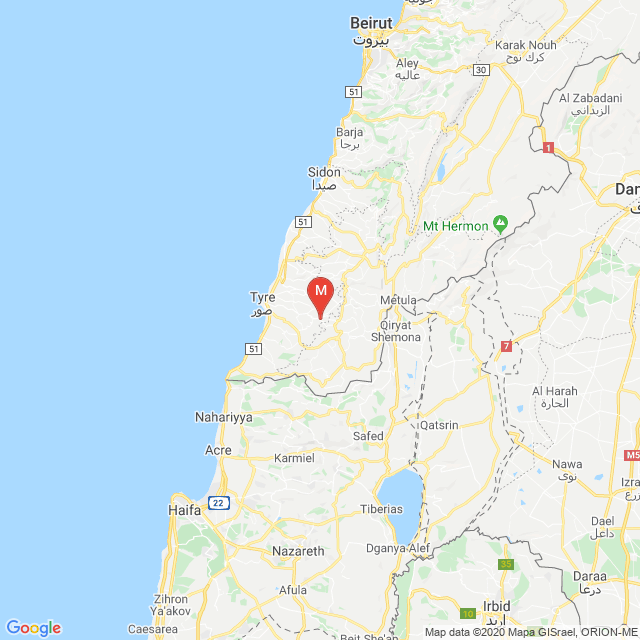 Beirut
بيروت
Karak Nouh
كرك نوح
Aley
عاليه
30
Al Zabadani
الزبداني
51
Barja
برجا
1
Sidon
صيدا
Dan
51
Mt Hermon
M
Tyre
صور
Metula
Qiryat
Shemona
51
7
Al Harah
الحارة
Nahariyya
Qatsrin
Safed
Acre
Karmiel
M5
Nawa
نوى
Izra
22
Haifa
Tiberias
Dael
داعل
Nazareth
Dganya Alef
35
Daraa
درعا
Afula
Zihron
Ya'akov
10
Irbid
إربد
Caesarea
Beit She'an
Google
Map data ©2020 Mapa GISrael, ORION-ME